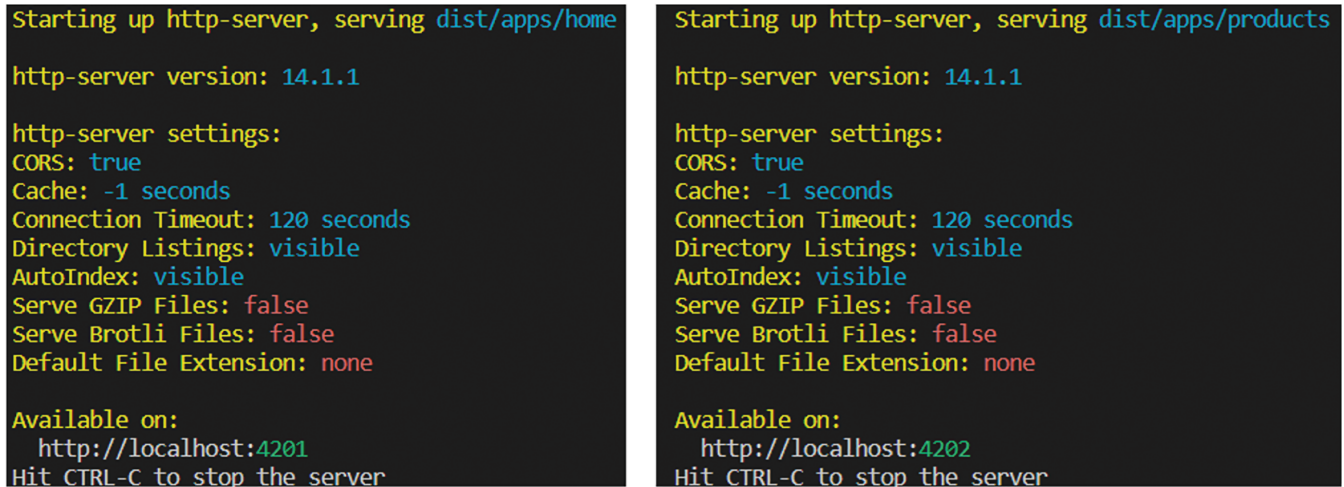 Starting up http-server, serving dist/apps/home
http-server version: 14.1.1
http-server settings:
CORS: true
Cache: -1 seconds
Connection Timeout: 120 seconds
Directory Listings: visible
AutoIndex: visible
Serve GZIP Files: false
Serve Brotli Files: false
Default File Extension: none
Available on:
http://localhost:4201
Hit CTRL-C to stop the server
Starting up http-server, serving dist/apps/products
http-server version: 14.1.1
http-server settings:
CORS: true
Cache: -1 seconds
Connection Timeout: 120 seconds
Directory Listings: visible
AutoIndex: visible
Serve GZIP Files: false
Serve Brotli Files: false
Default File Extension: none
Available on:
http://localhost:4202
Hit CTRL-C to stop the server